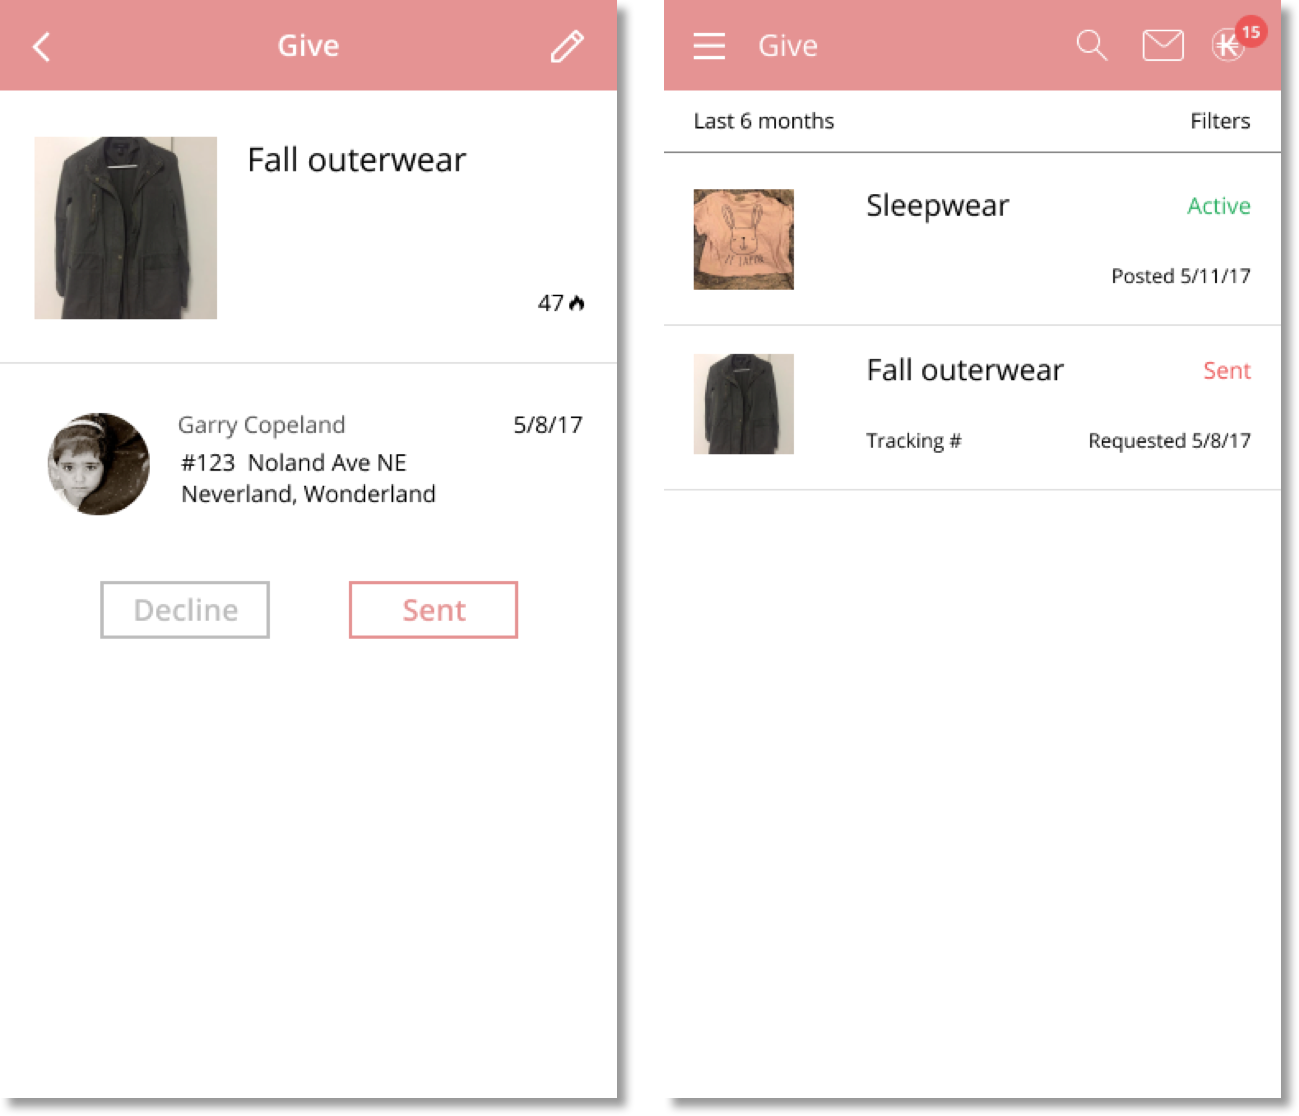 Give
Fall outerwear
47
Garry Copeland 5/8/17
#123 Noland Ave NE
Neverland, Wonderland
Decline Sent
Give 15
Last 6 months Filters
Sleepwear Active
Posted 5/11/17
Fall outerwear Sent
Tracking # Requested 5/8/17